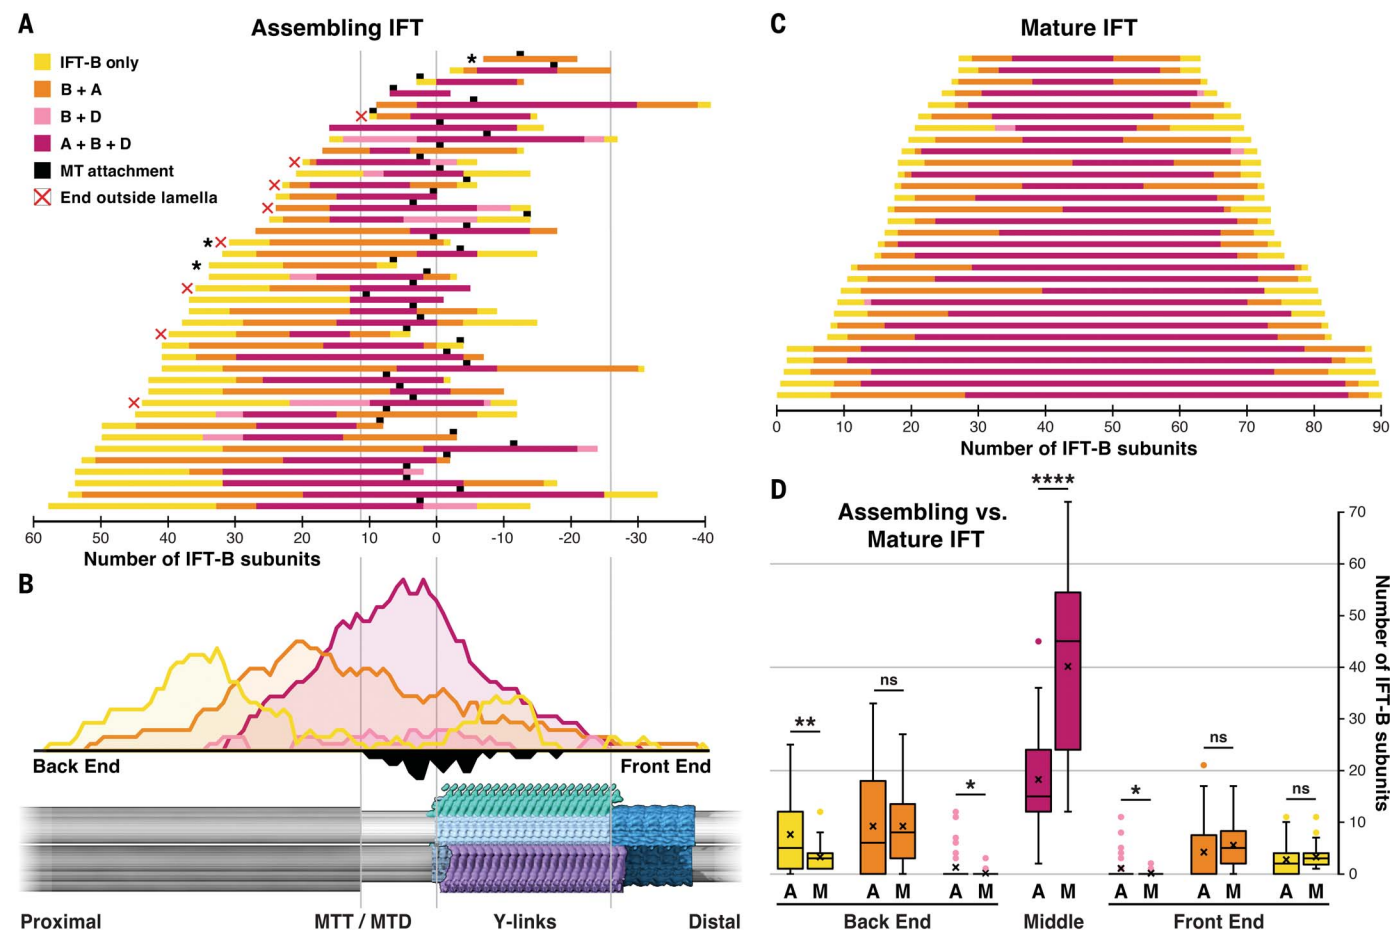 A
Assembling IFT
IFT-B only
B + A
B + D
A + B + D
MT attachment
End outside lamella
*
*
*
60 50 40 30 20 10 0 -10 -20 -30 -40
Number of IFT-B subunits
B
Back End
Front End
Proximal
MTT / MTD
Y-links
Distal
C
Mature IFT
0 10 20 30 40 50 60 70 80 90
Number of IFT-B subunits
D
Assembling vs.
Mature IFT
**
ns
*
****
*
ns
ns
70
60
50
40
30
20
10
0
Number of IFT-B subunits
A M A M A M A M A M A M A M
Back End
Middle
Front End